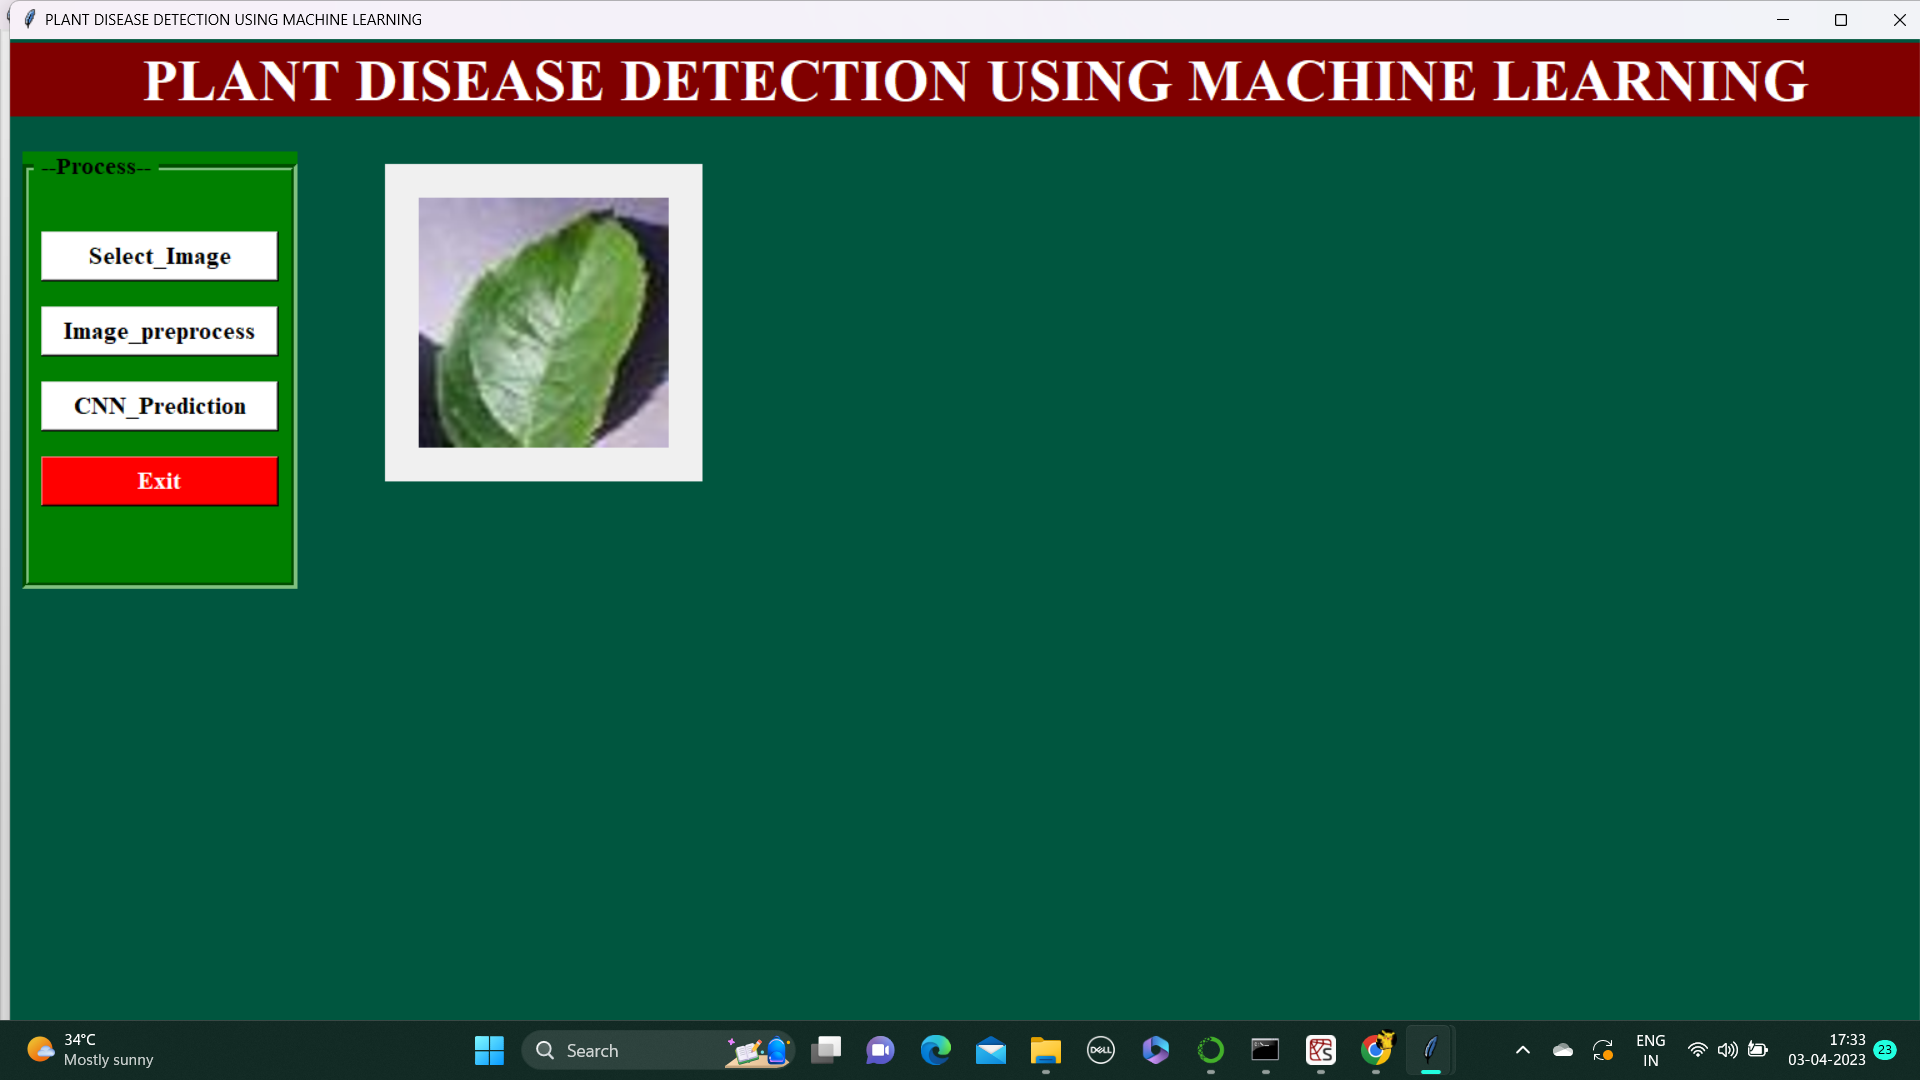 PLANT DISEASE DETECTION USING MACHINE LEARNING
PLANT DISEASE DETECTION USING MACHINE LEARNING
--Process--
Select_Image
Image_preprocess
CNN_Prediction
Exit
34°C
Mostly sunny
Search
DELL
ENG
IN
17:33
03-04-2023
23